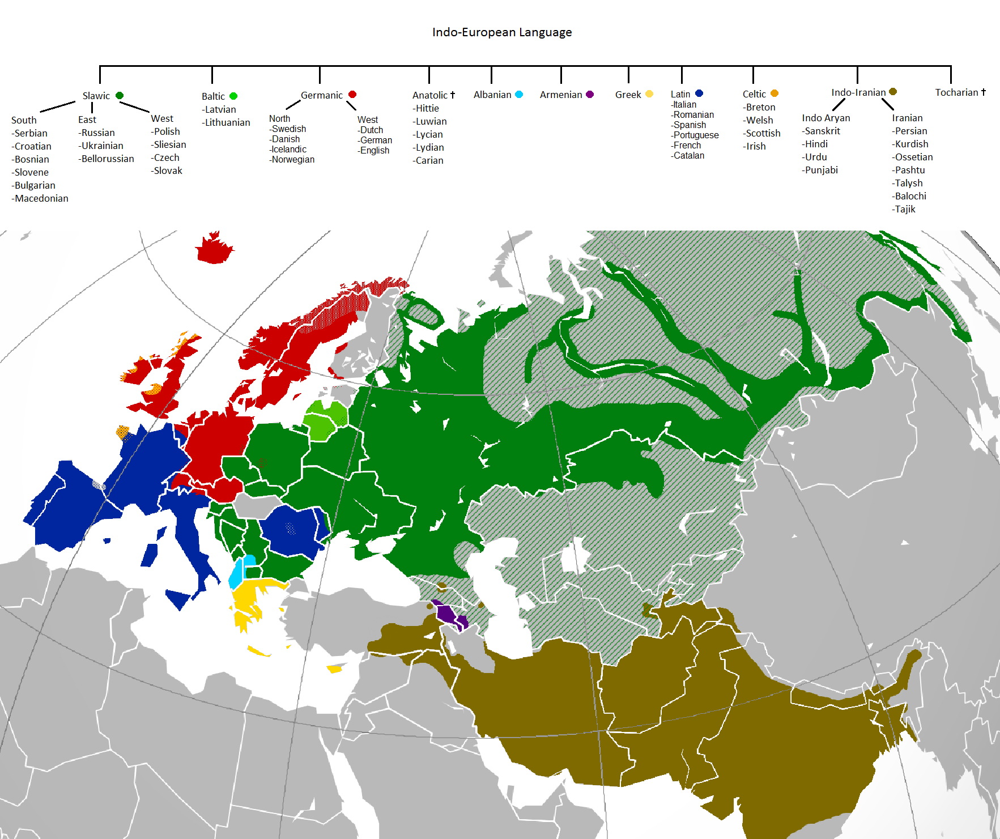 Indo-European Language
Slawic
South
-Serbian
-Croatian
-Bosnian
-Slovene
-Bulgarian
-Macedonian
East
-Russian
-Ukrainian
-Bellorussian
West
-Polish
-Sliesian
-Czech
-Slovak
Baltic
-Latvian
-Lithuanian
Germanic
North
-Swedish
-Danish
-Icelandic
-Norwegian
West
-Dutch
-German
-English
Anatolic †
-Hittie
-Luwian
-Lycian
-Lydian
-Carian
Albanian
Armenian
Greek
Latin
-Italian
-Romanian
-Spanish
-Portuguese
-French
-Catalan
Celtic
-Breton
-Welsh
-Scottish
-Irish
Indo-Iranian
Indo Aryan
-Sanskrit
-Hindi
-Urdu
-Punjabi
Iranian
-Persian
-Kurdish
-Ossetian
-Pashtu
-Talysh
-Balochi
-Tajik
Tocharian †